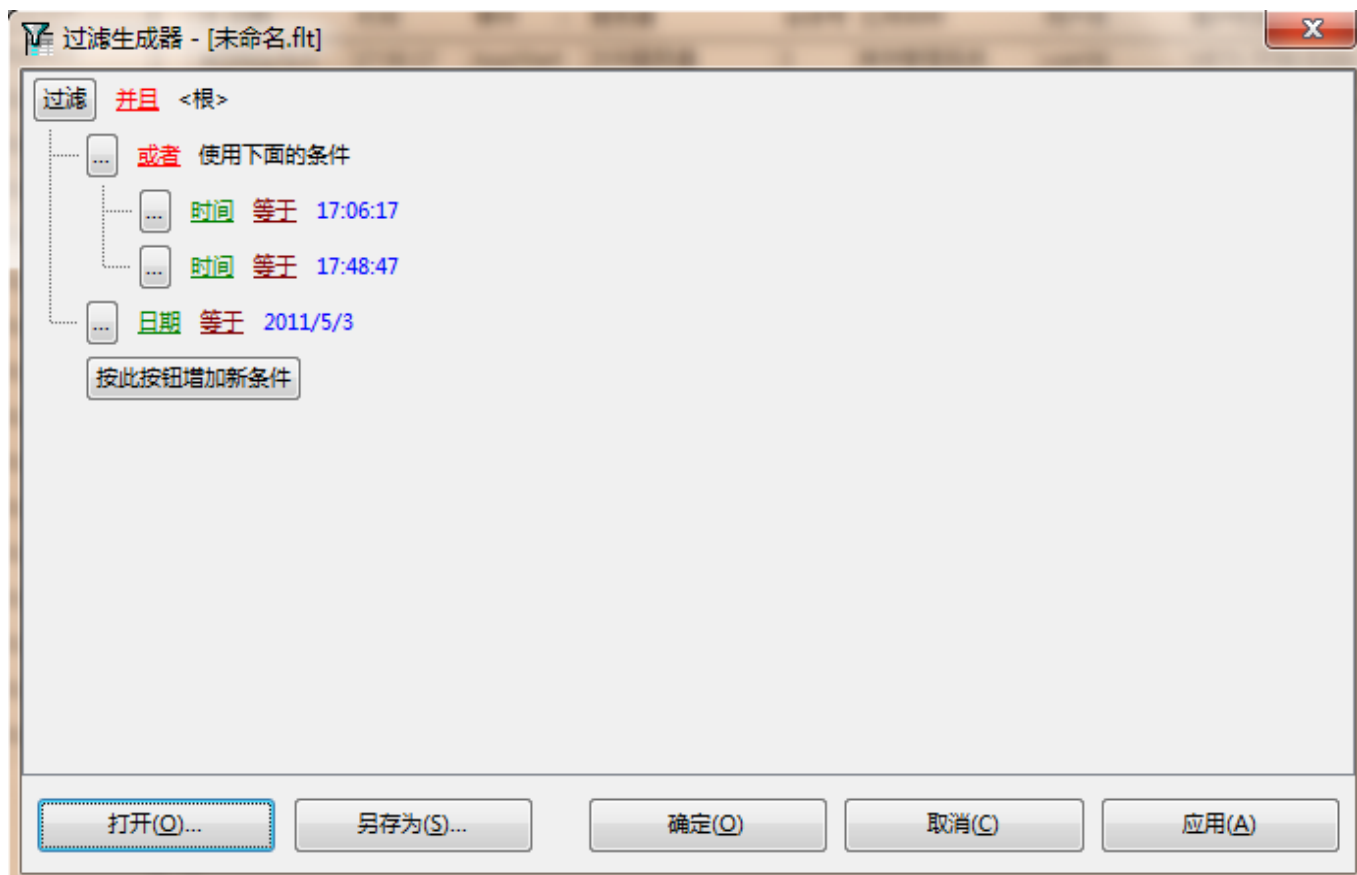 过滤生成器 - [未命名.flt]
过滤 并且 <根>
... 或者 使用下面的条件
... 时间 等于 17:06:17
... 时间 等于 17:48:47
... 日期 等于 2011/5/3
按此按钮增加新条件
打开(O)... 另存为(S)... 确定(O) 取消(C) 应用(A)